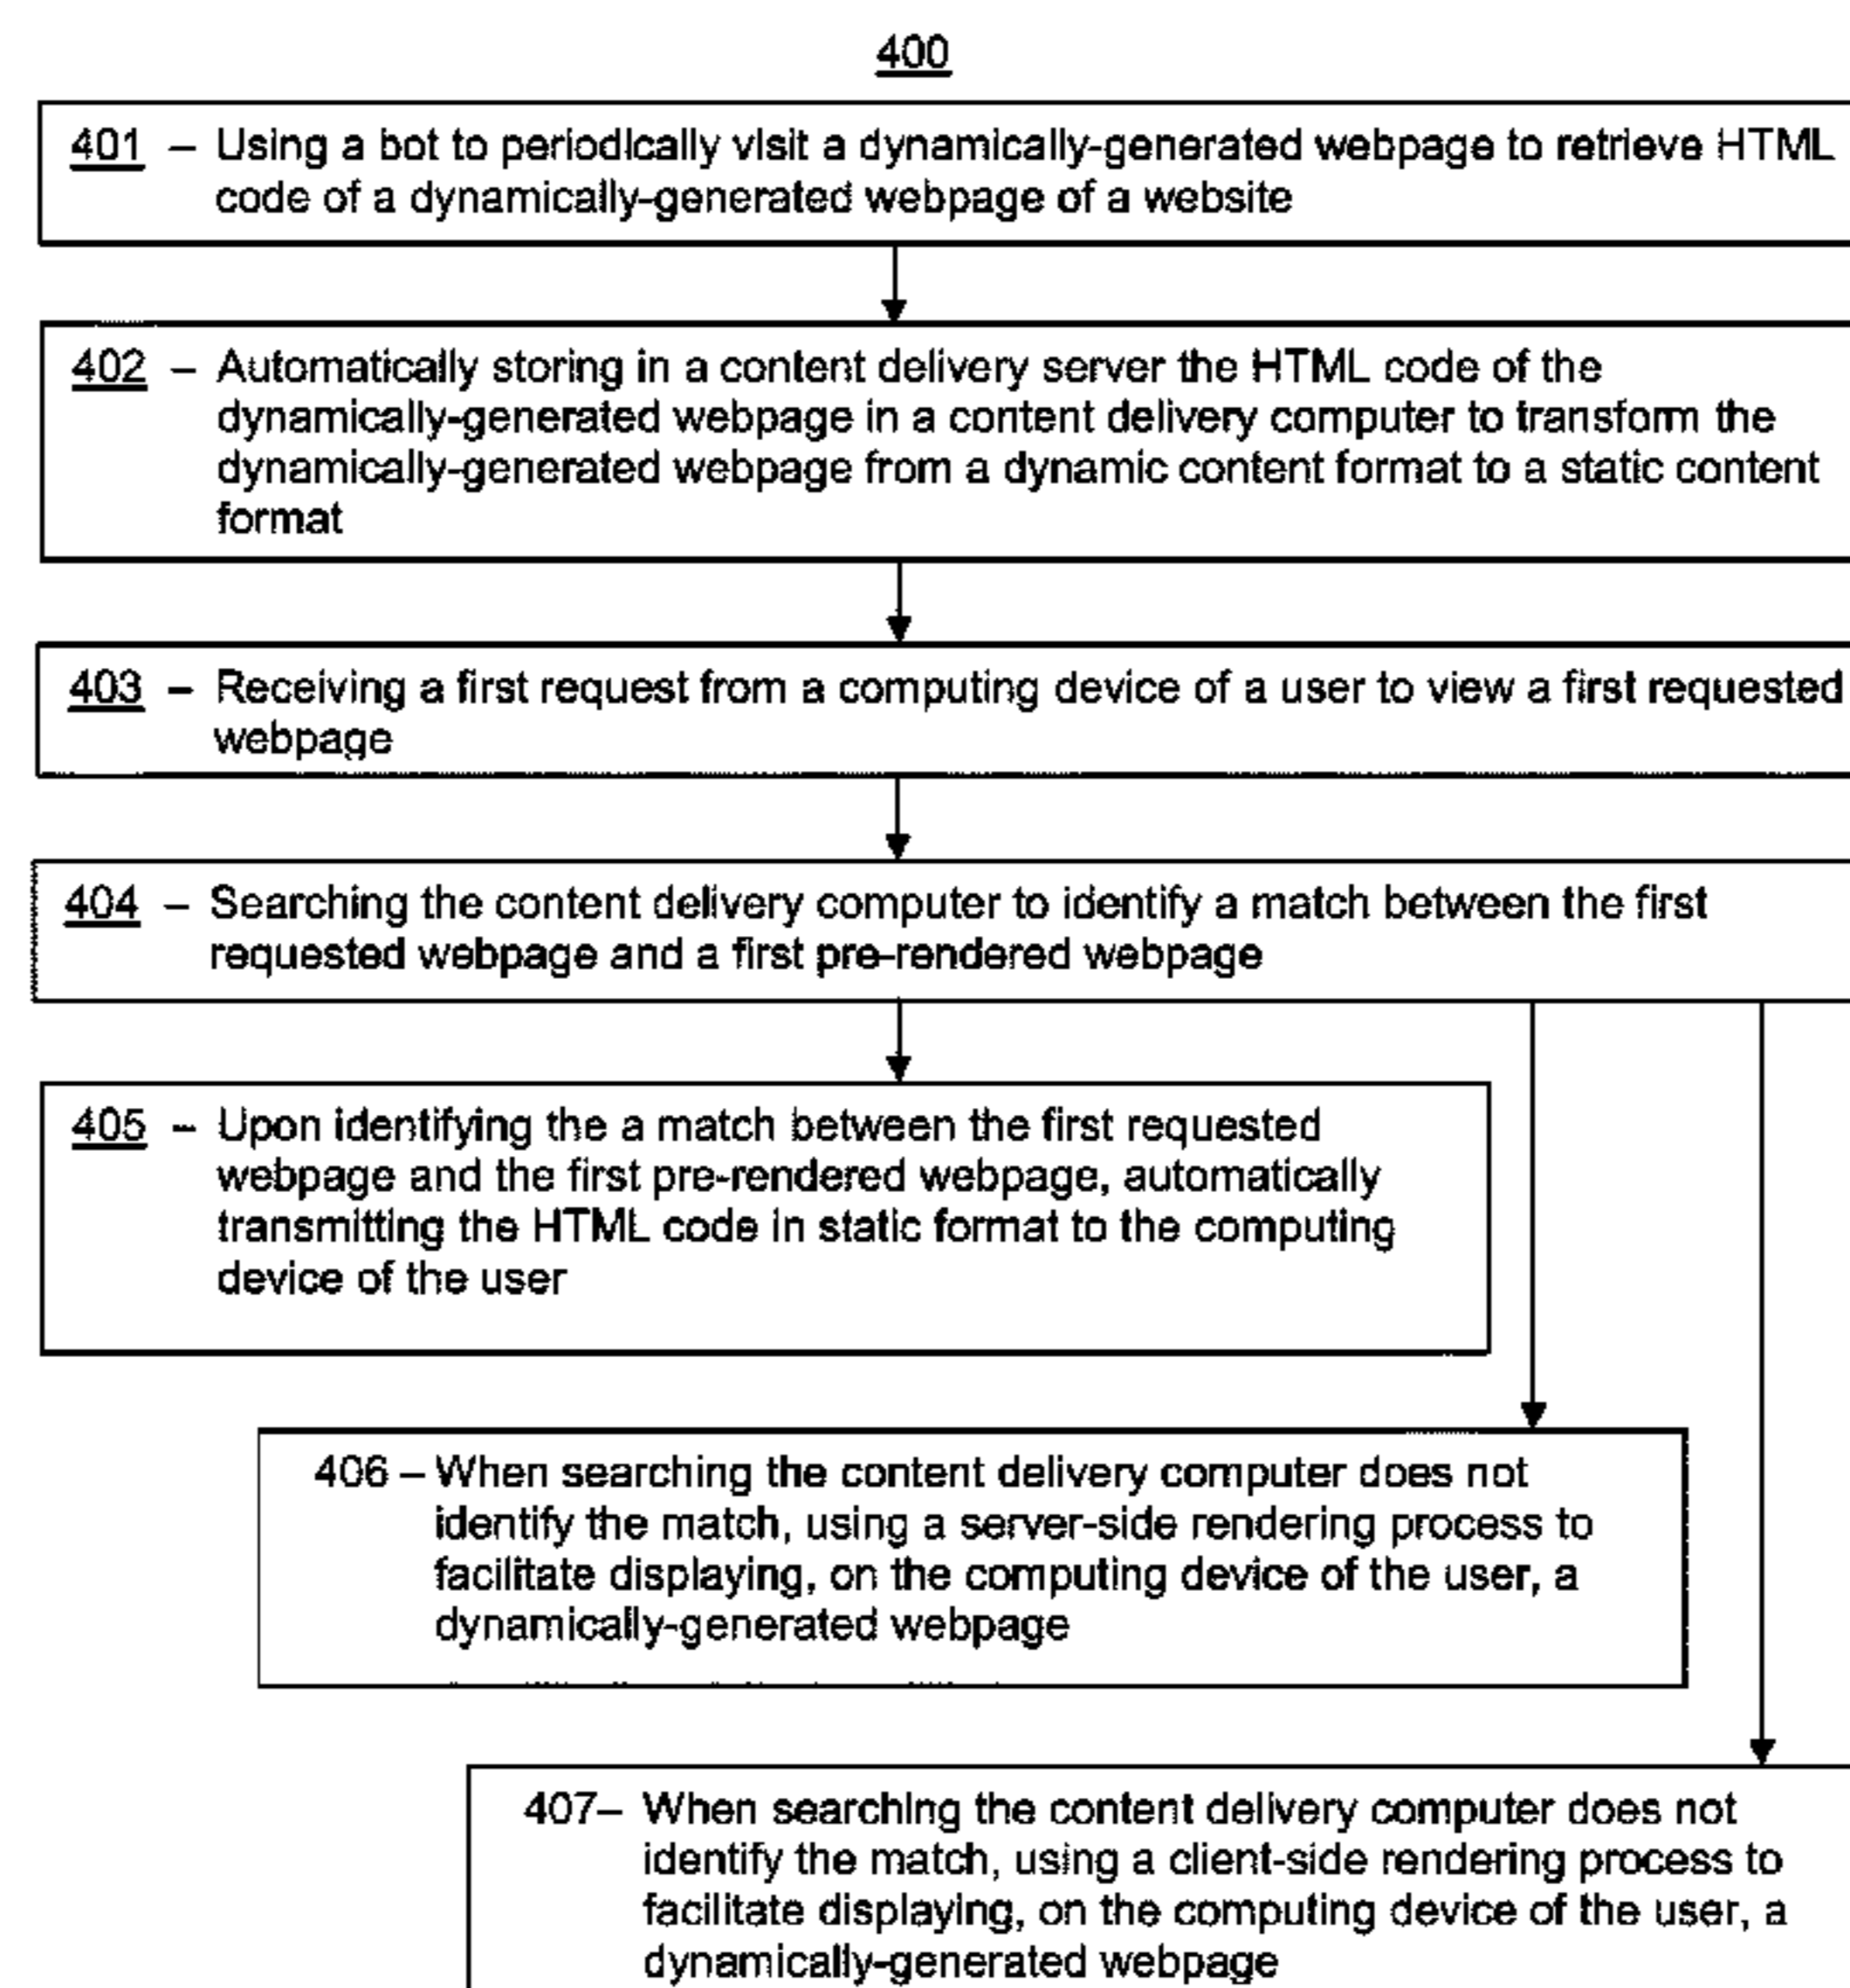 400
401 – Using a bot to periodically visit a dynamically-generated webpage to retrieve HTML
code of a dynamically-generated webpage of a website
402 – Automatically storing in a content delivery server the HTML code of the
dynamically-generated webpage in a content delivery computer to transform the
dynamically-generated webpage from a dynamic content format to a static content
format
403 – Receiving a first request from a computing device of a user to view a first requested
webpage
404 – Searching the content delivery computer to identify a match between the first
requested webpage and a first pre-rendered webpage
405 – Upon identifying the a match between the first requested
webpage and the first pre-rendered webpage, automatically
transmitting the HTML code in static format to the computing
device of the user
406 – When searching the content delivery computer does not
identify the match, using a server-side rendering process to
facilitate displaying, on the computing device of the user, a
dynamically-generated webpage
407– When searching the content delivery computer does not
identify the match, using a client-side rendering process to
facilitate displaying, on the computing device of the user, a
dynamically-generated webpage